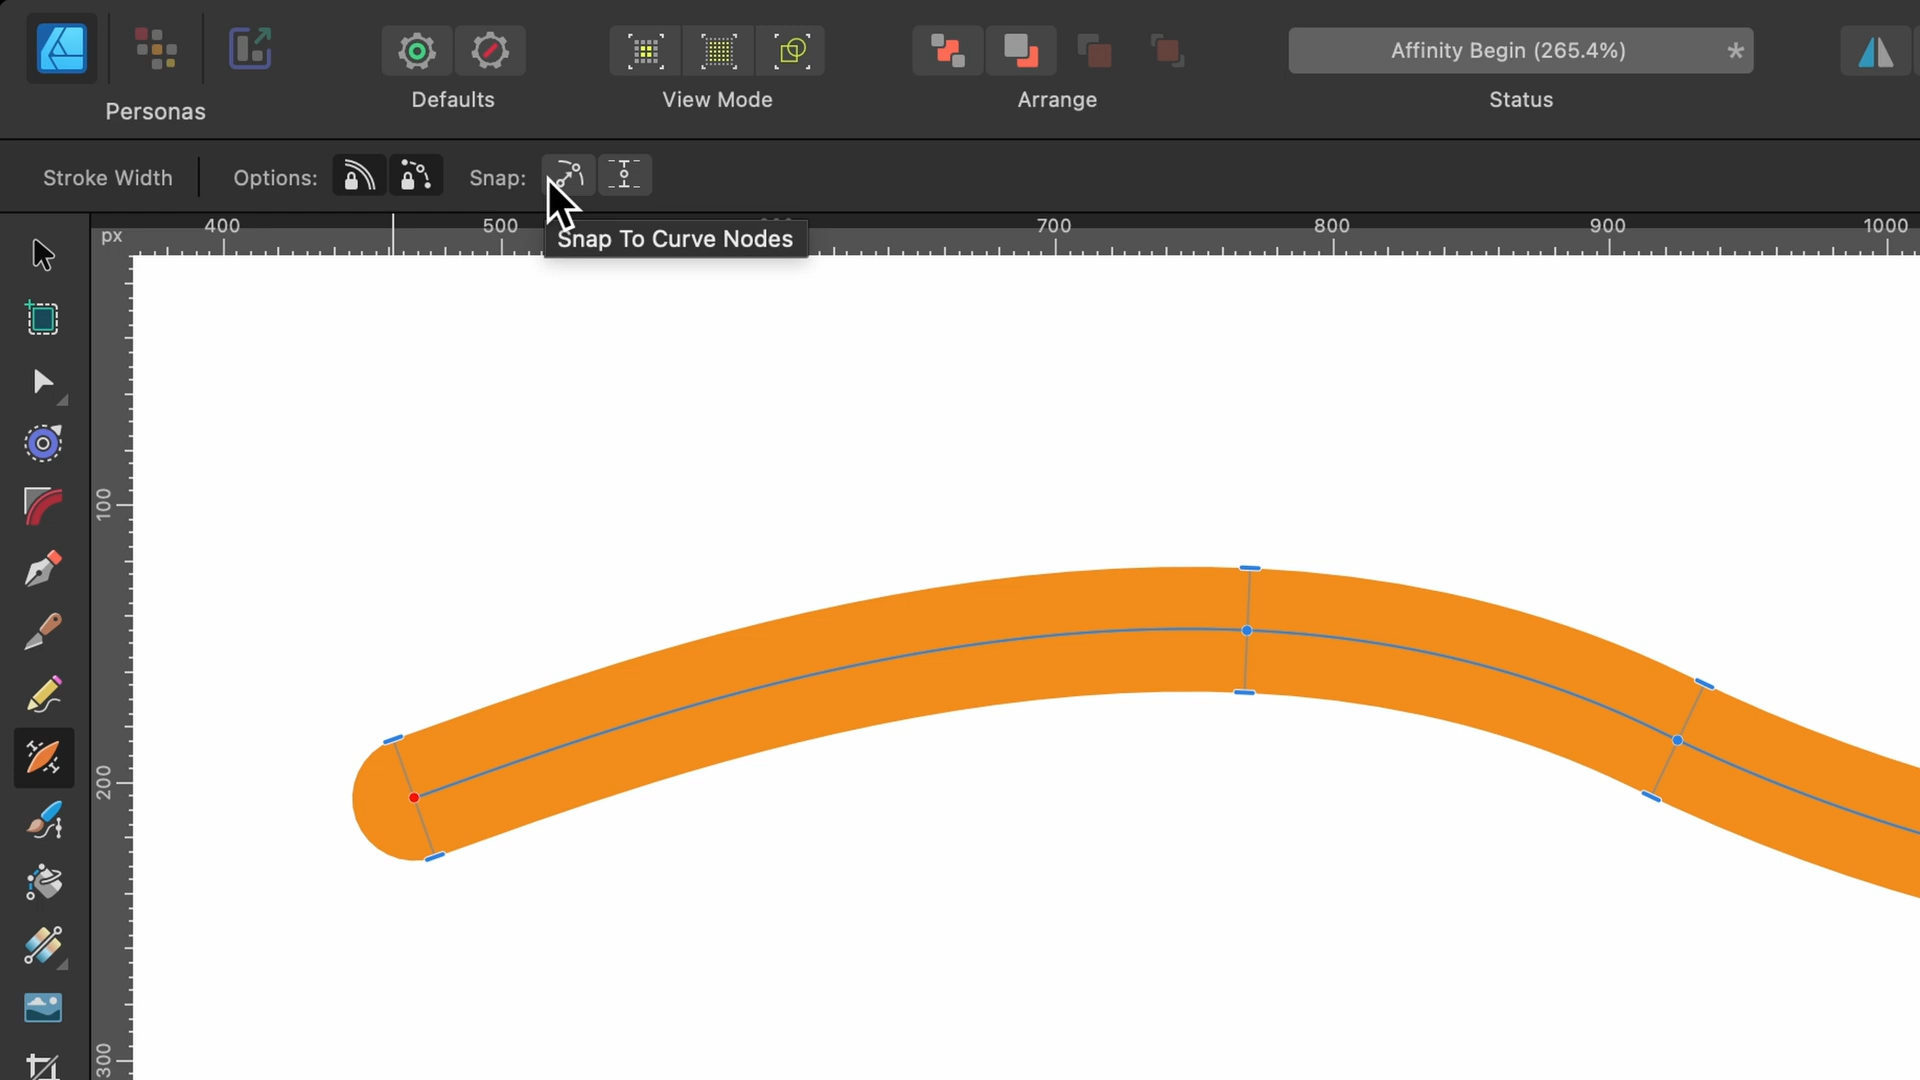 Affinity Begin (265.4%) *
Personas
Defaults
View Mode
Arrange
Status
Stroke Width
Options:
Snap:
px
400
500
700
800
900
1000
Snap To Curve Nodes
100
200
300